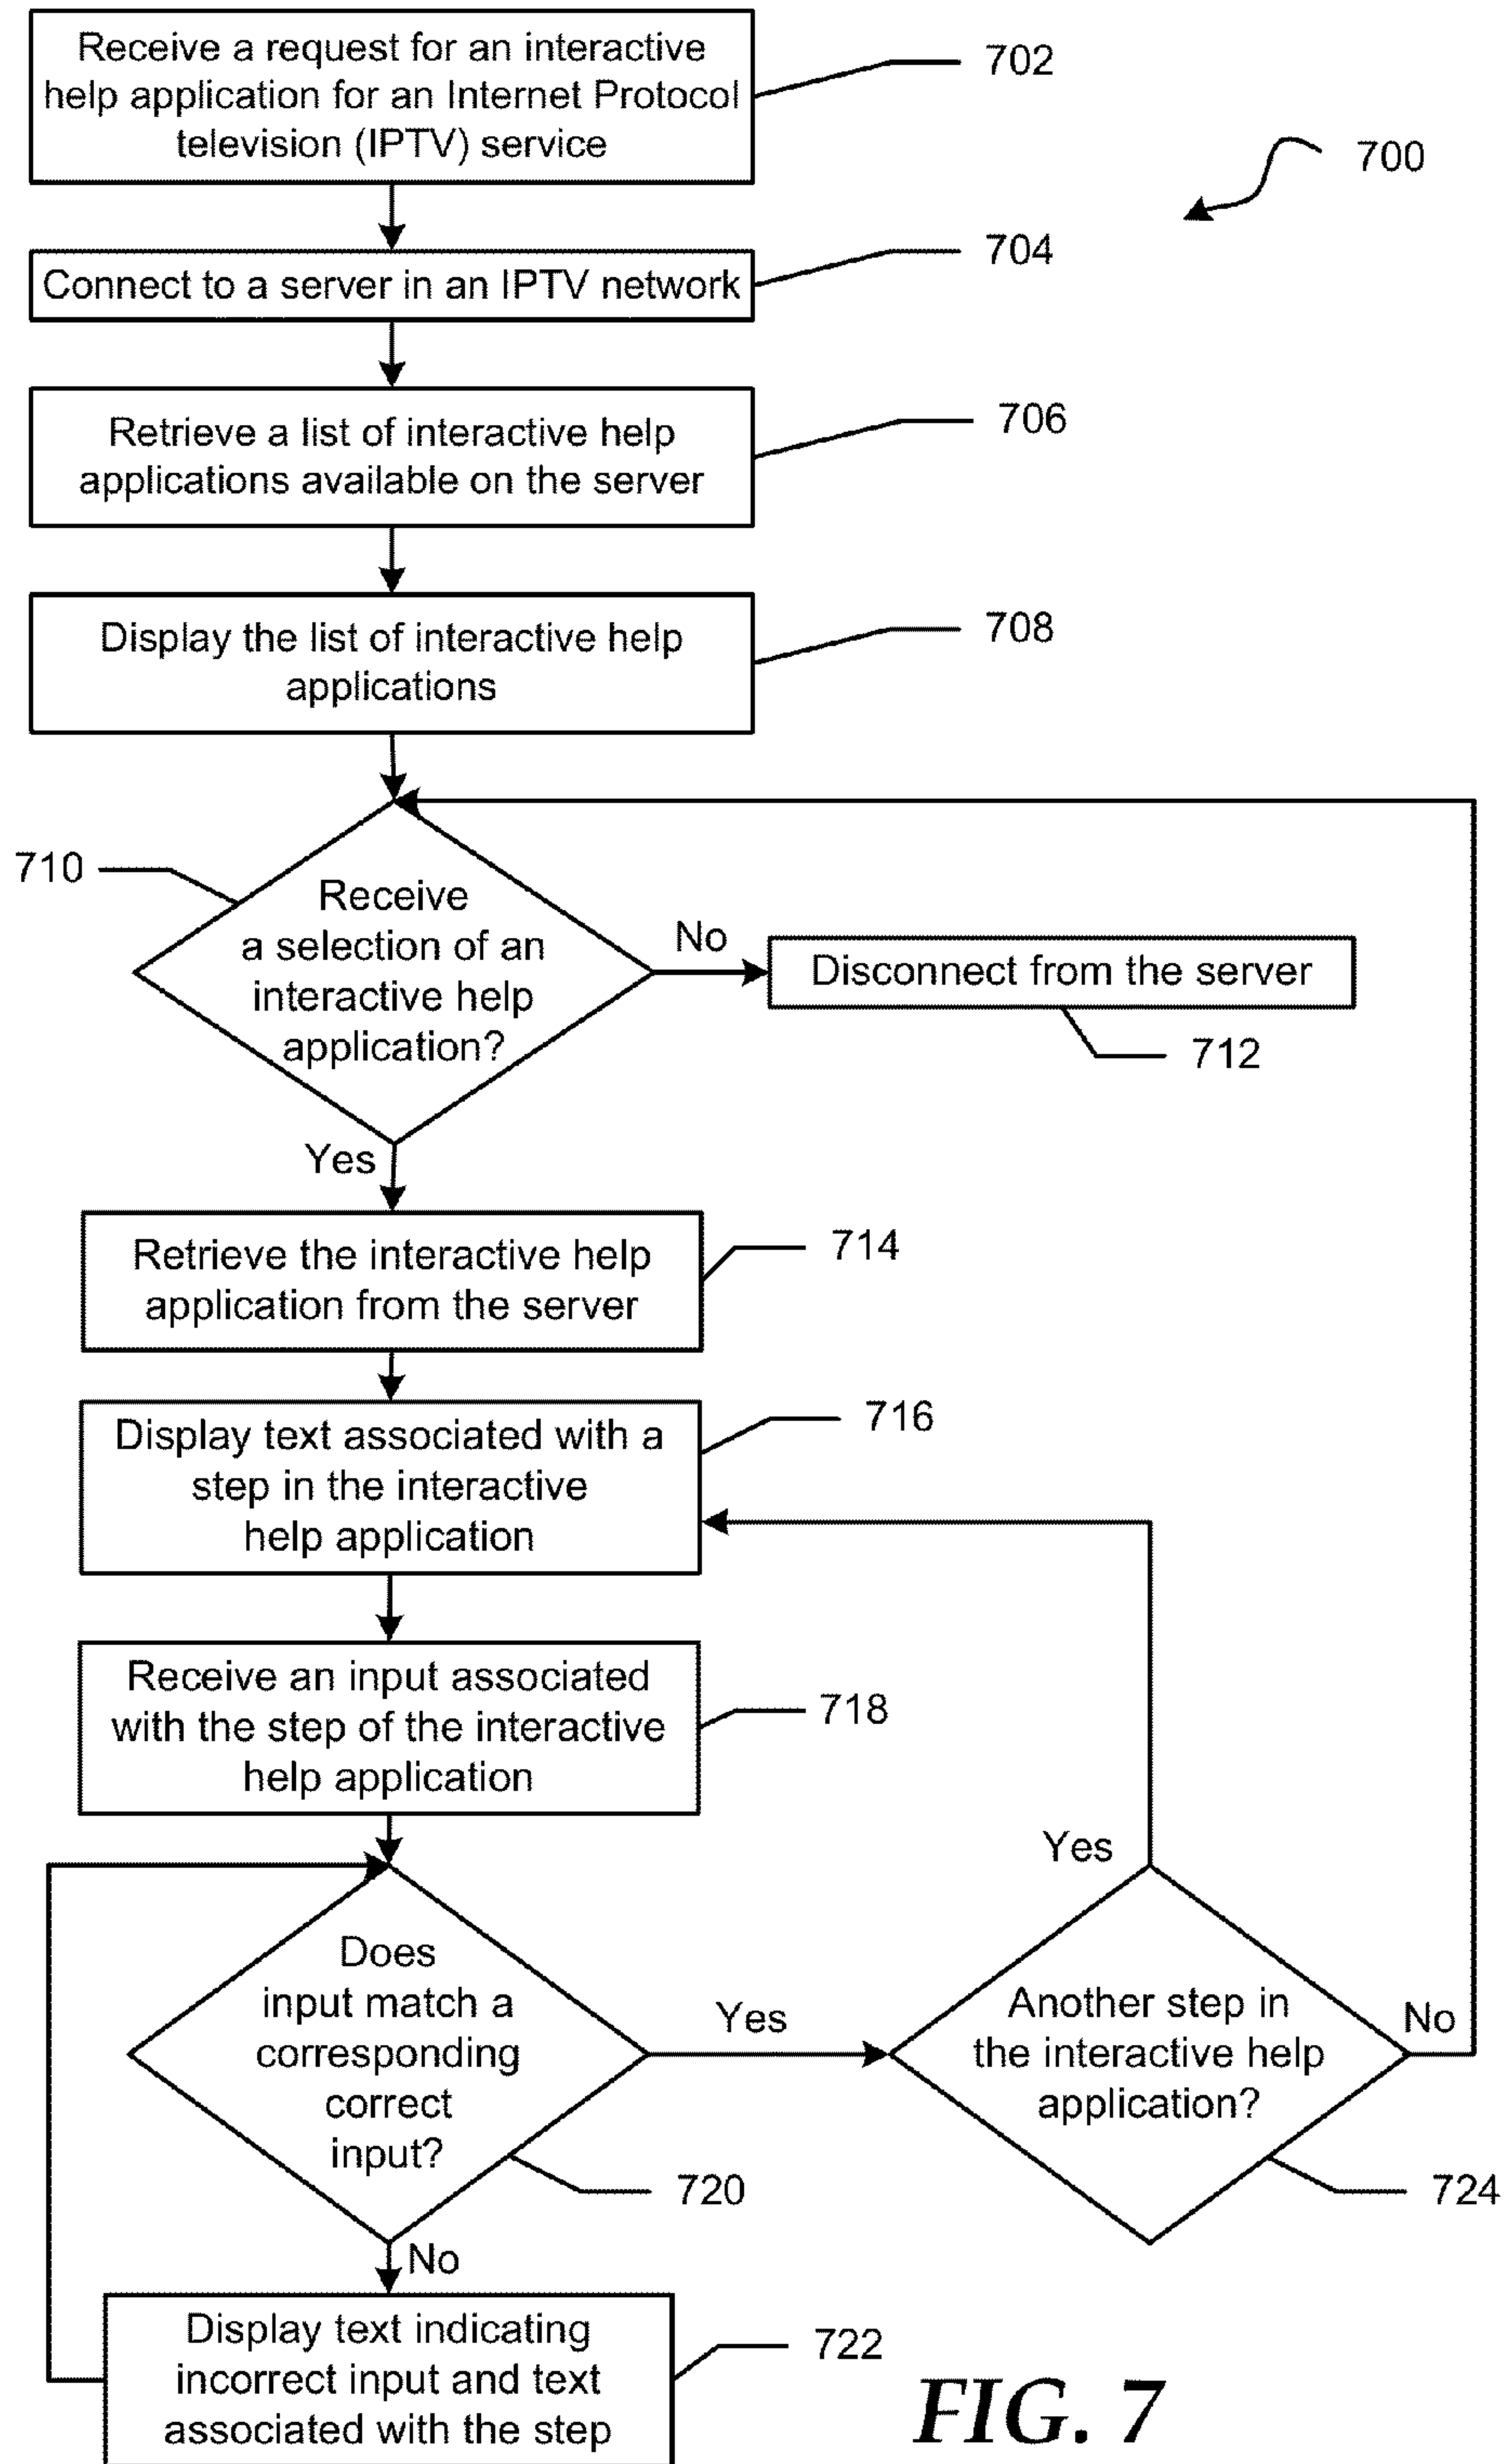 Receive a request for an interactive
help application for an Internet Protocol
television (IPTV) service
702
700
Connect to a server in an IPTV network
704
Retrieve a list of interactive help
applications available on the server
706
Display the list of interactive help
applications
708
710
Receive
a selection of an
interactive help
application?
No
Disconnect from the server
712
Yes
Retrieve the interactive help
application from the server
714
Display text associated with a
step in the interactive
help application
716
Receive an input associated
with the step of the interactive
help application
718
Does
input match a
corresponding
correct
input?
720
Yes
Yes
Another step in
the interactive help
application?
No
724
No
Display text indicating
incorrect input and text
associated with the step
722
FIG. 7